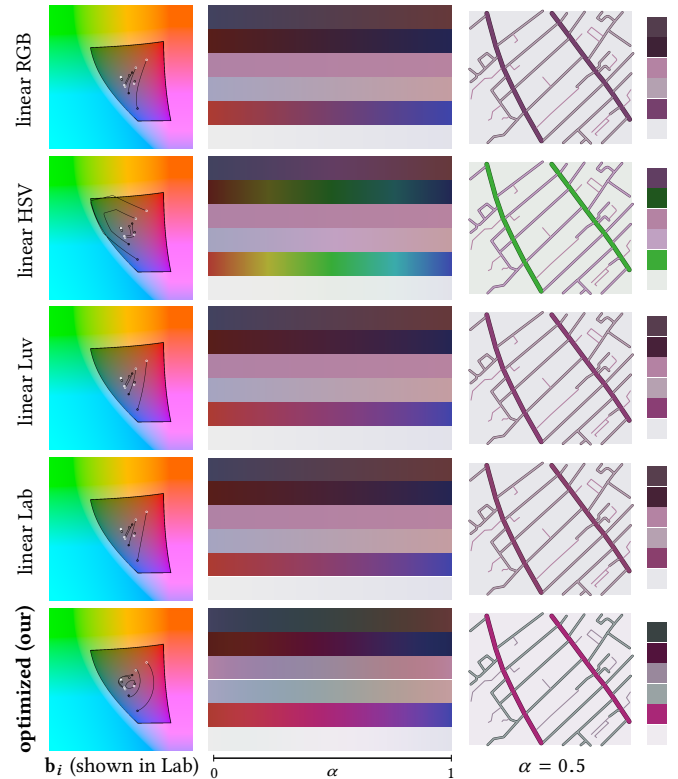 linear RGB
linear HSV
linear Luv
linear Lab
optimized (our)
b_i (shown in Lab)
0 α 1
α = 0.5